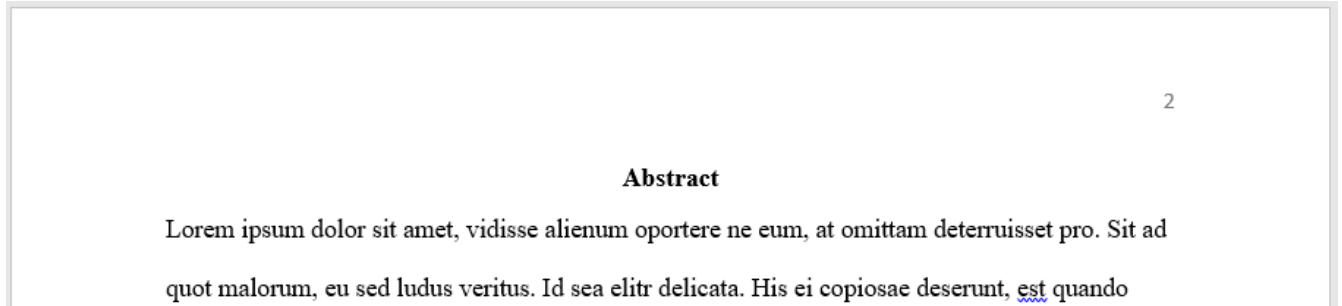 2
Abstract
Lorem ipsum dolor sit amet, vidisse alienum oportere ne eum, at omittam deterruisset pro. Sit ad
quot malorum, eu sed ludus veritus. Id sea elitr delicata. His ei copiosae deserunt, est quando